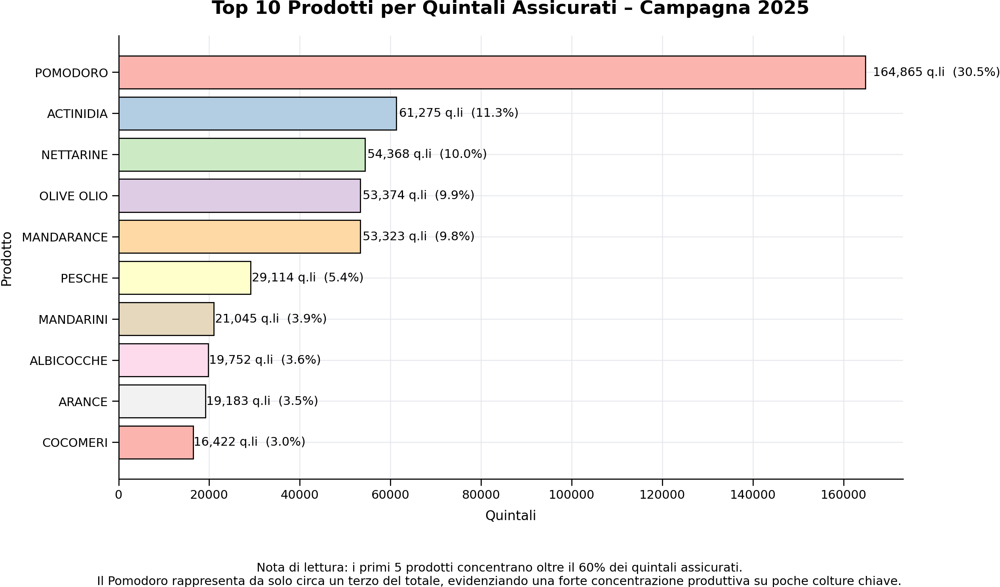 Top 10 Prodotti per Quintali Assicurati – Campagna 2025
POMODORO 164,865 q.li (30.5%)
ACTINIDIA 61,275 q.li (11.3%)
NETTARINE 54,368 q.li (10.0%)
OLIVE OLIO 53,374 q.li (9.9%)
MANDARANCE 53,323 q.li (9.8%)
PESCHE 29,114 q.li (5.4%)
MANDARINI 21,045 q.li (3.9%)
ALBICOCCHE 19,752 q.li (3.6%)
ARANCE 19,183 q.li (3.5%)
COCOMERI 16,422 q.li (3.0%)
Prodotto
0 20000 40000 60000 80000 100000 120000 140000 160000
Quintali
Nota di lettura: i primi 5 prodotti concentrano oltre il 60% dei quintali assicurati.
Il Pomodoro rappresenta da solo circa un terzo del totale, evidenziando una forte concentrazione produttiva su poche colture chiave.